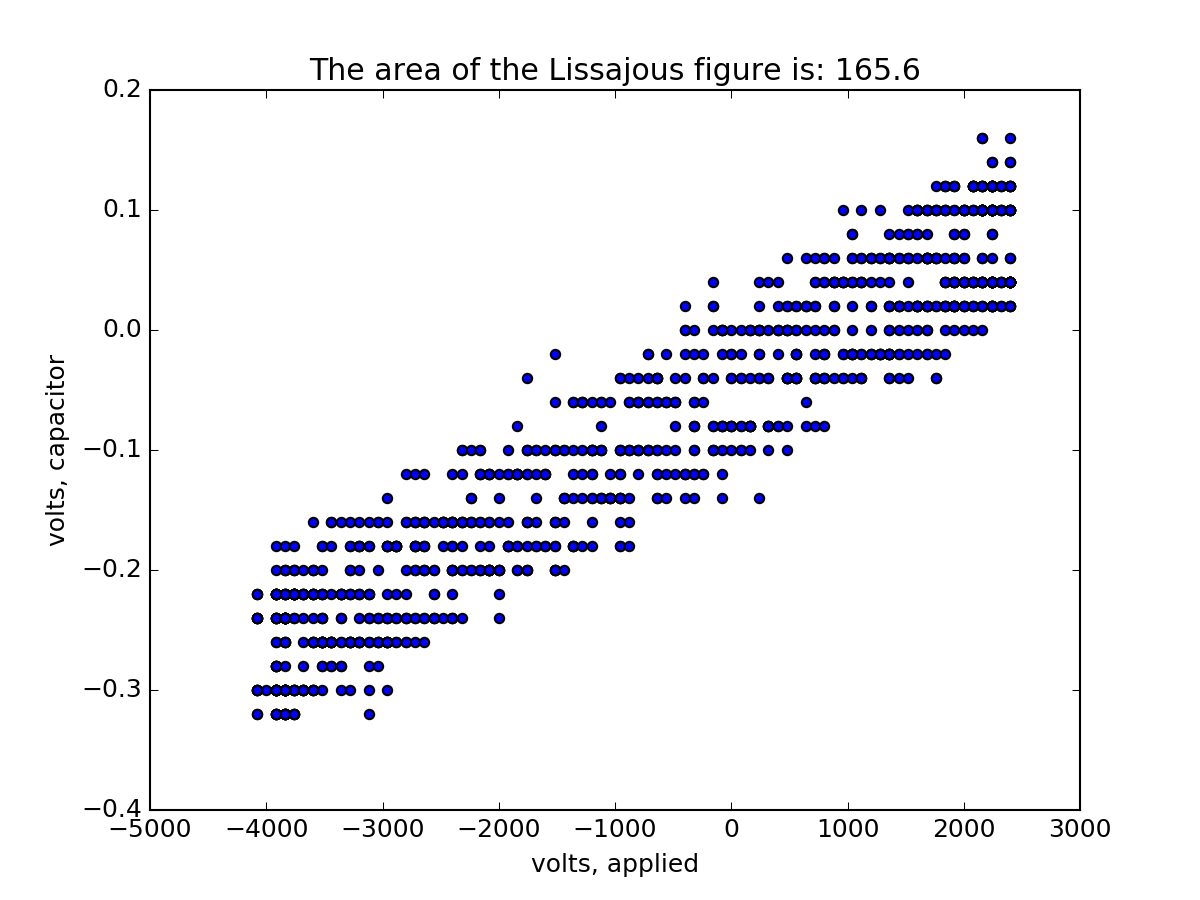 The area of the Lissajous figure is: 165.6
0.2
0.1
0.0
−0.1
−0.2
−0.3
−0.4
volts, capacitor
−5000 −4000 −3000 −2000 −1000 0 1000 2000 3000
volts, applied